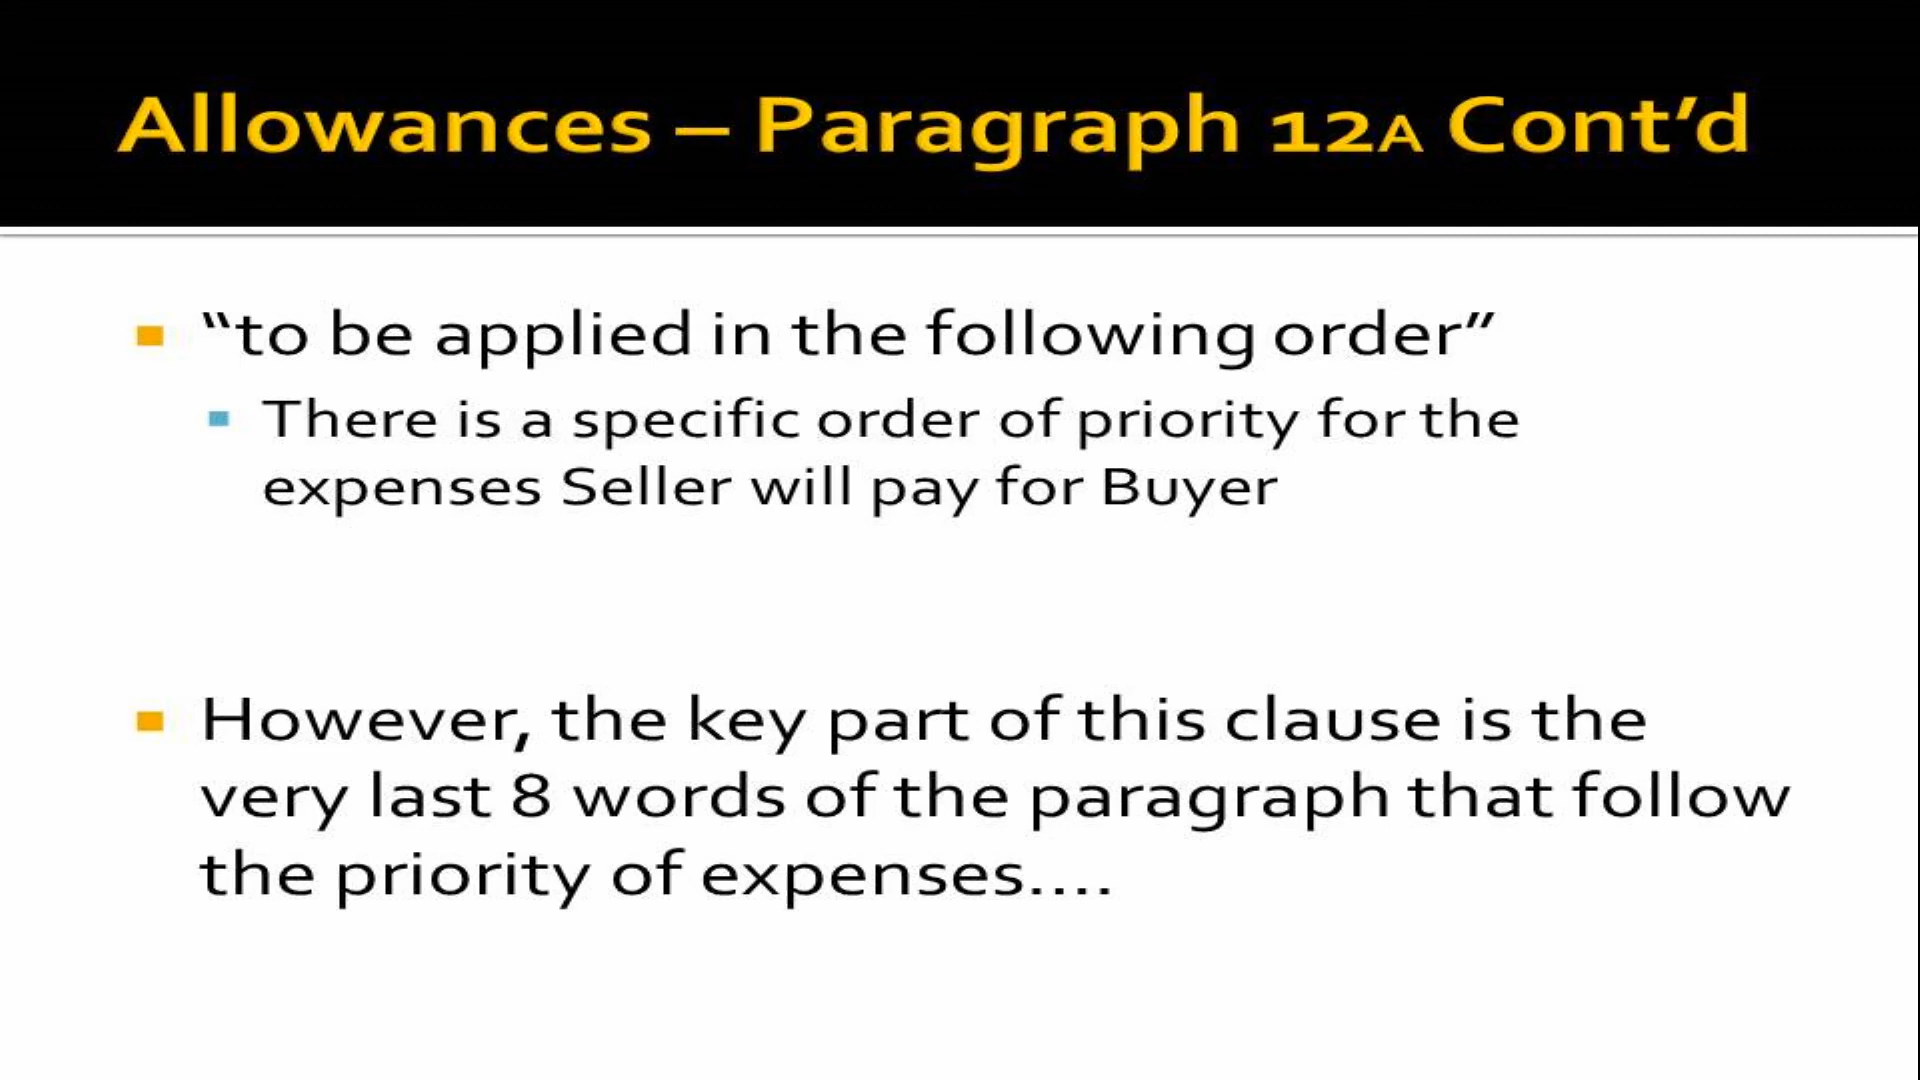 Allowances – Paragraph 12A Cont’d
“to be applied in the following order”
There is a specific order of priority for the
expenses Seller will pay for Buyer
However, the key part of this clause is the
very last 8 words of the paragraph that follow
the priority of expenses....